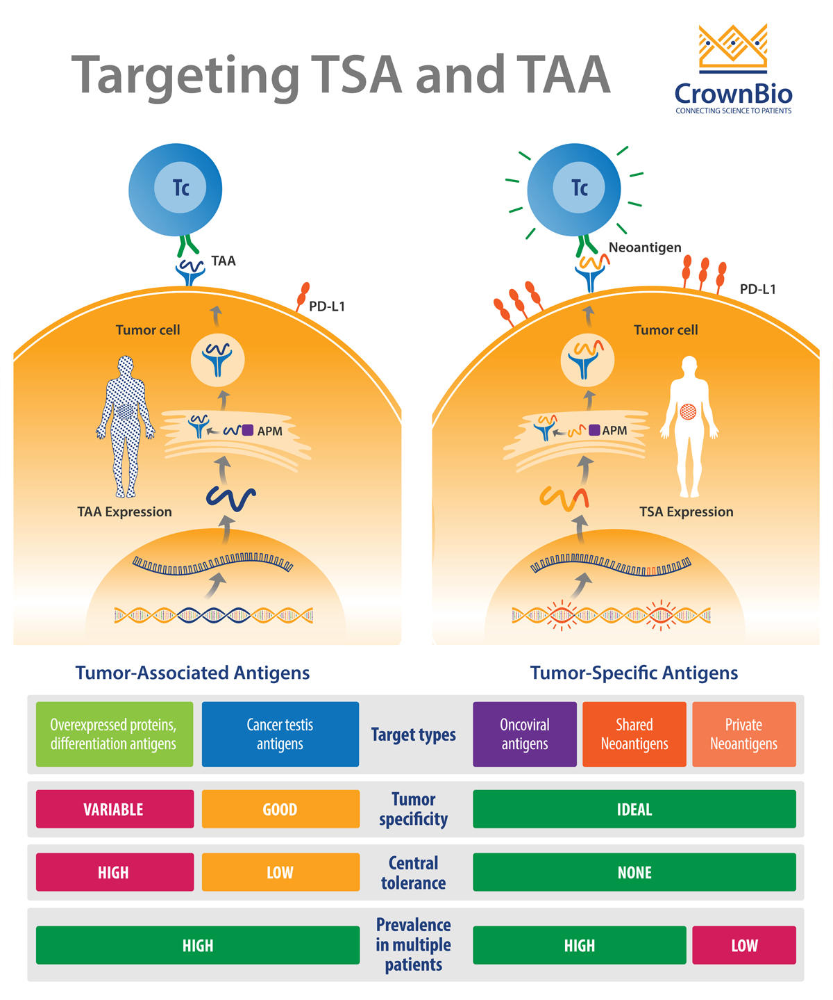 Targeting TSA and TAA
CrownBio
CONNECTING SCIENCE TO PATIENTS
Tc
TAA
PD-L1
Tumor cell
APM
TAA Expression
Tc
Neoantigen
PD-L1
Tumor cell
APM
TSA Expression
Tumor-Associated Antigens
Tumor-Specific Antigens
Overexpressed proteins,
differentiation antigens
Cancer testis
antigens
Target types
Oncoviral
antigens
Shared
Neoantigens
Private
Neoantigens
VARIABLE
GOOD
Tumor
specificity
IDEAL
HIGH
LOW
Central
tolerance
NONE
HIGH
Prevalence
in multiple
patients
HIGH
LOW